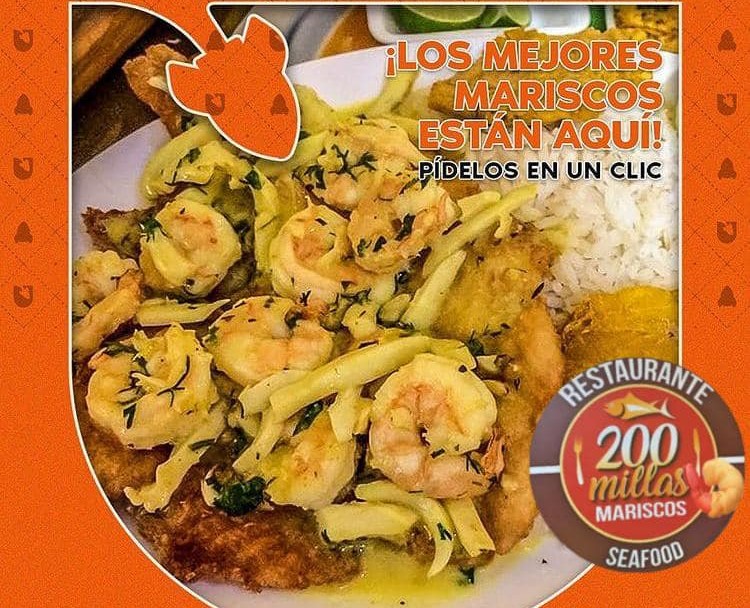 ¡LOS MEJORES
MARISCOS
ESTÁN AQUÍ!
PÍDELOS EN UN CLIC
RESTAURANTE
200
millas
MARISCOS
SEAFOOD